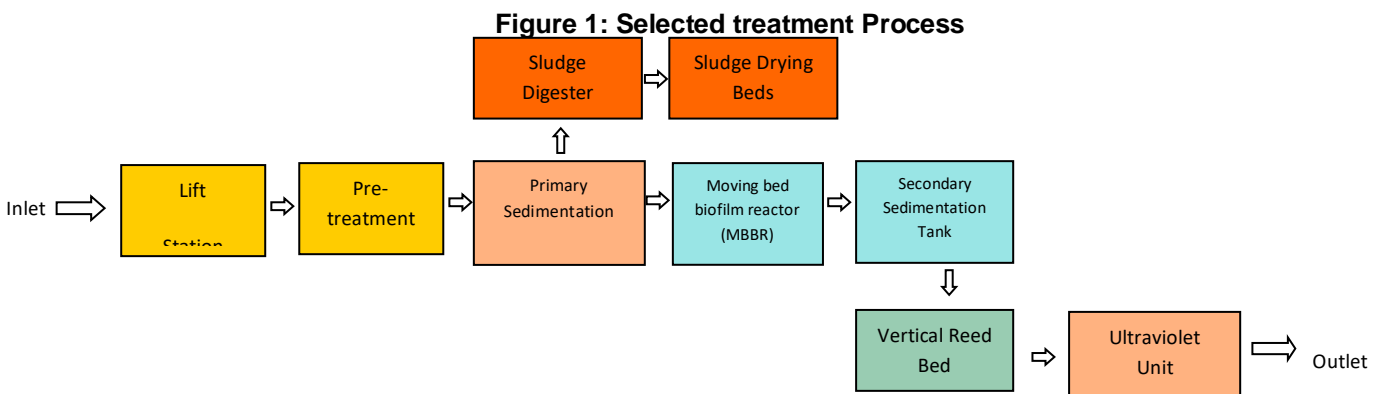 Figure 1: Selected treatment Process
Sludge
Digester
Sludge Drying
Beds
Inlet
Lift
Station
Pre-
treatment
Primary
Sedimentation
Moving bed
biofilm reactor
(MBBR)
Secondary
Sedimentation
Tank
Vertical Reed
Bed
Ultraviolet
Unit
Outlet